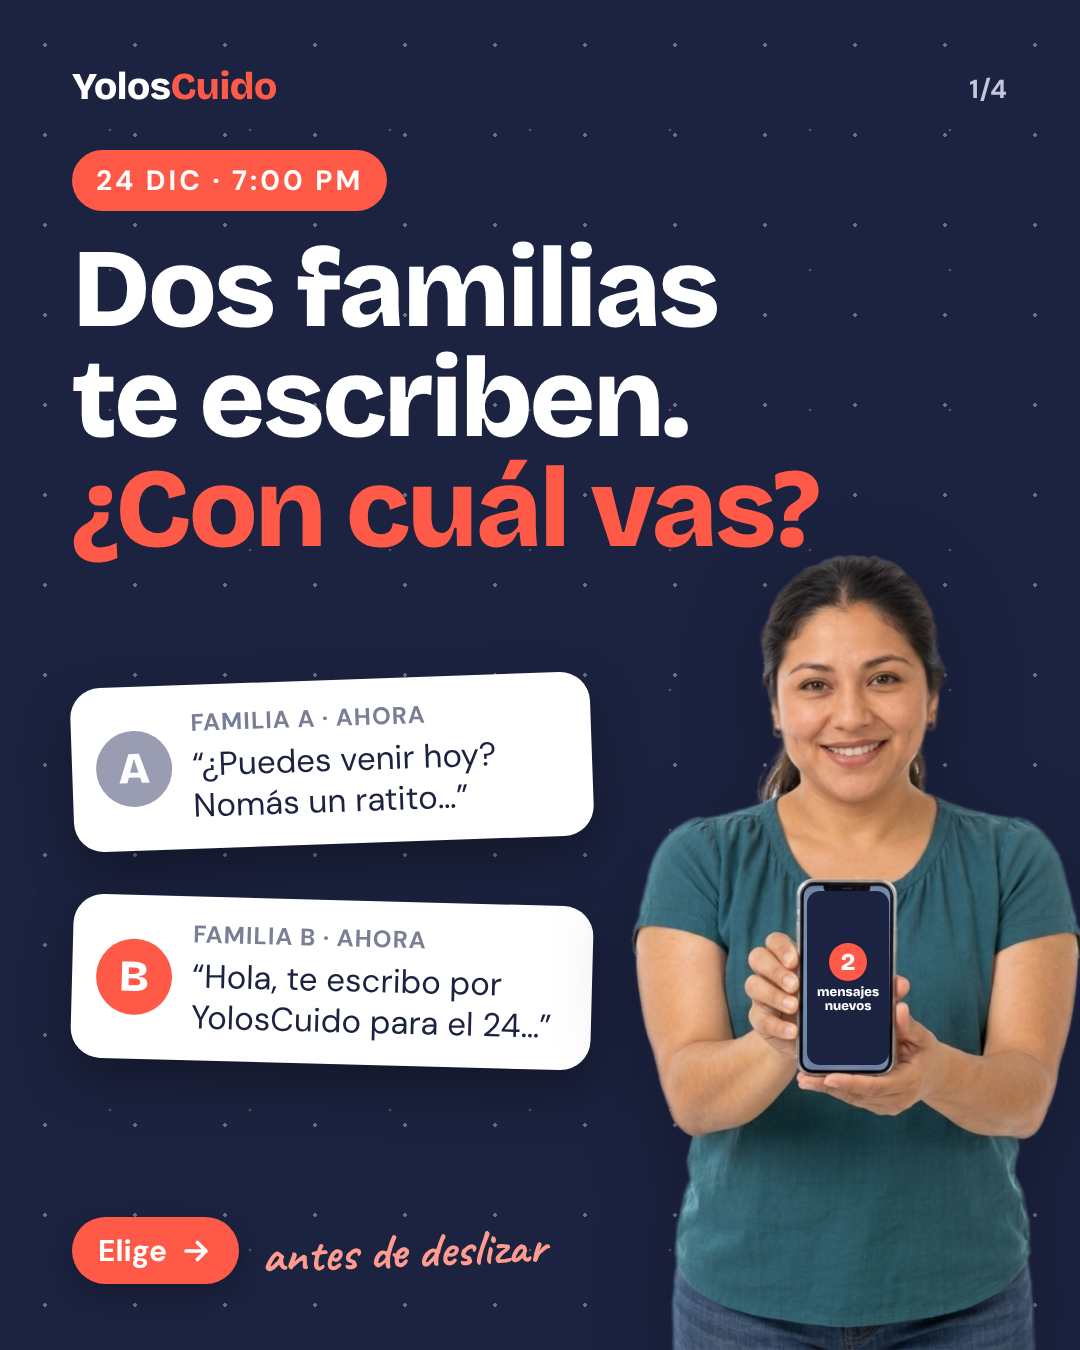 YolosCuido
1/4
24 DIC · 7:00 PM
Dos familias
te escriben.
¿Con cuál vas?
A
FAMILIA A · AHORA
“¿Puedes venir hoy?
Nomás un ratito...”
B
FAMILIA B · AHORA
“Hola, te escribo por
YolosCuido para el 24...”
2
mensajes
nuevos
Elige →
antes de deslizar